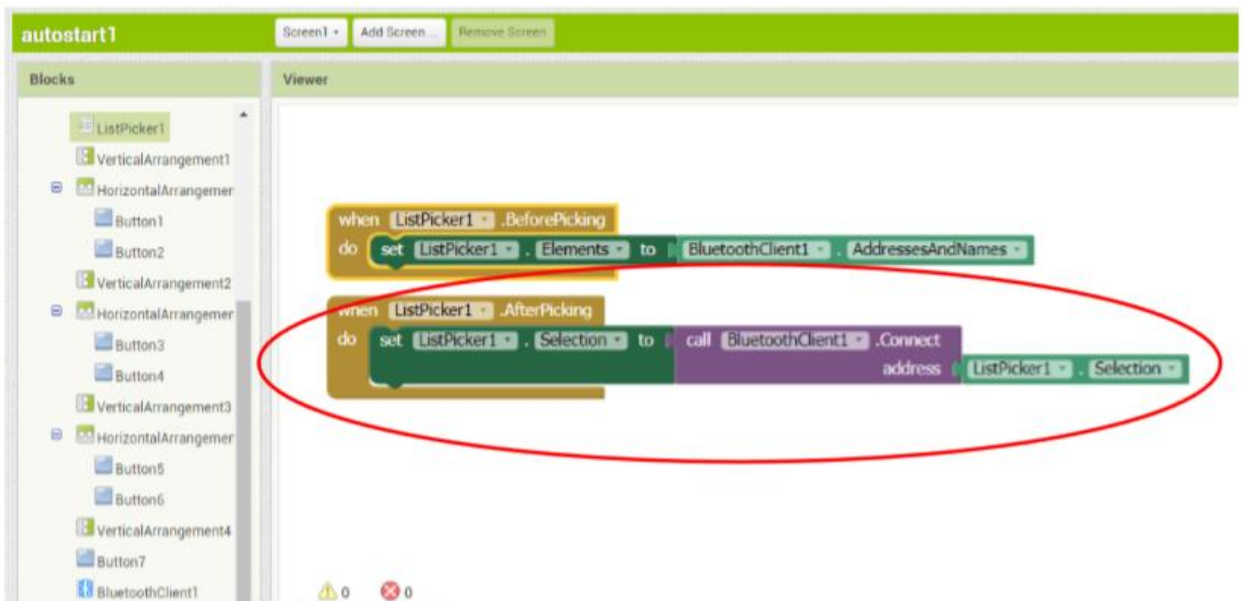 autostart1
Screen1
Add Screen ...
Remove Screen
Blocks
Viewer
ListPicker1
VerticalArrangement1
HorizontalArrangemer
Button1
Button2
VerticalArrangement2
HorizontalArrangemer
Button3
Button4
VerticalArrangement3
HorizontalArrangemer
Button5
Button6
VerticalArrangement4
Button7
BluetoothClient1
when ListPicker1 .BeforePicking
do set ListPicker1 . Elements to BluetoothClient1 . AddressesAndNames
when ListPicker1 .AfterPicking
do set ListPicker1 . Selection to call BluetoothClient1 .Connect
address ListPicker1 . Selection
0 0